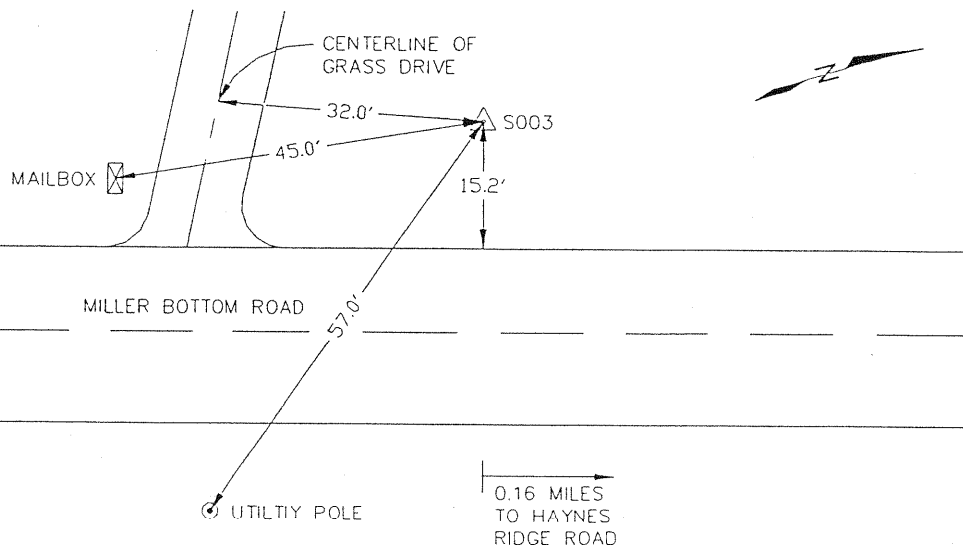 CENTERLINE OF
GRASS DRIVE
N
32.0'
S003
45.0'
MAILBOX
15.2'
MILLER BOTTOM ROAD
57.0'
UTILTIY POLE
0.16 MILES
TO HAYNES
RIDGE ROAD